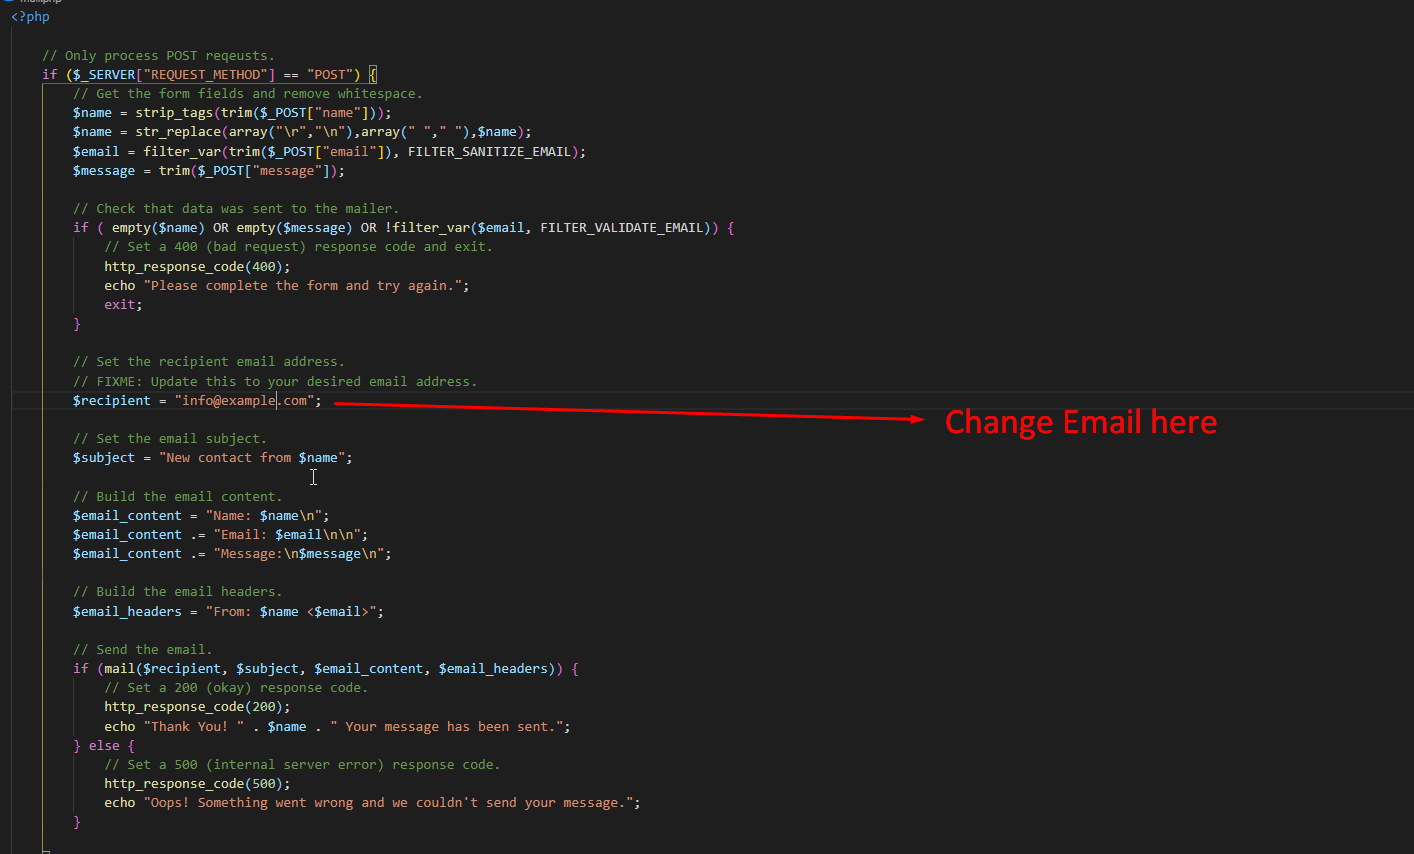 <?php
// Only process POST reqeusts.
if ($_SERVER["REQUEST_METHOD"] == "POST") {
// Get the form fields and remove whitespace.
$name = strip_tags(trim($_POST["name"]));
$name = str_replace(array("\r","\n"),array(" "," "),$name);
$email = filter_var(trim($_POST["email"]), FILTER_SANITIZE_EMAIL);
$message = trim($_POST["message"]);
// Check that data was sent to the mailer.
if ( empty($name) OR empty($message) OR !filter_var($email, FILTER_VALIDATE_EMAIL)) {
// Set a 400 (bad request) response code and exit.
http_response_code(400);
echo "Please complete the form and try again.";
exit;
}
// Set the recipient email address.
// FIXME: Update this to your desired email address.
$recipient = "info@example.com";
Change Email here
// Set the email subject.
$subject = "New contact from $name";
// Build the email content.
$email_content = "Name: $name\n";
$email_content .= "Email: $email\n\n";
$email_content .= "Message:\n$message\n";
// Build the email headers.
$email_headers = "From: $name <$email>";
// Send the email.
if (mail($recipient, $subject, $email_content, $email_headers)) {
// Set a 200 (okay) response code.
http_response_code(200);
echo "Thank You! " . $name . " Your message has been sent.";
} else {
// Set a 500 (internal server error) response code.
http_response_code(500);
echo "Oops! Something went wrong and we couldn't send your message.";
}